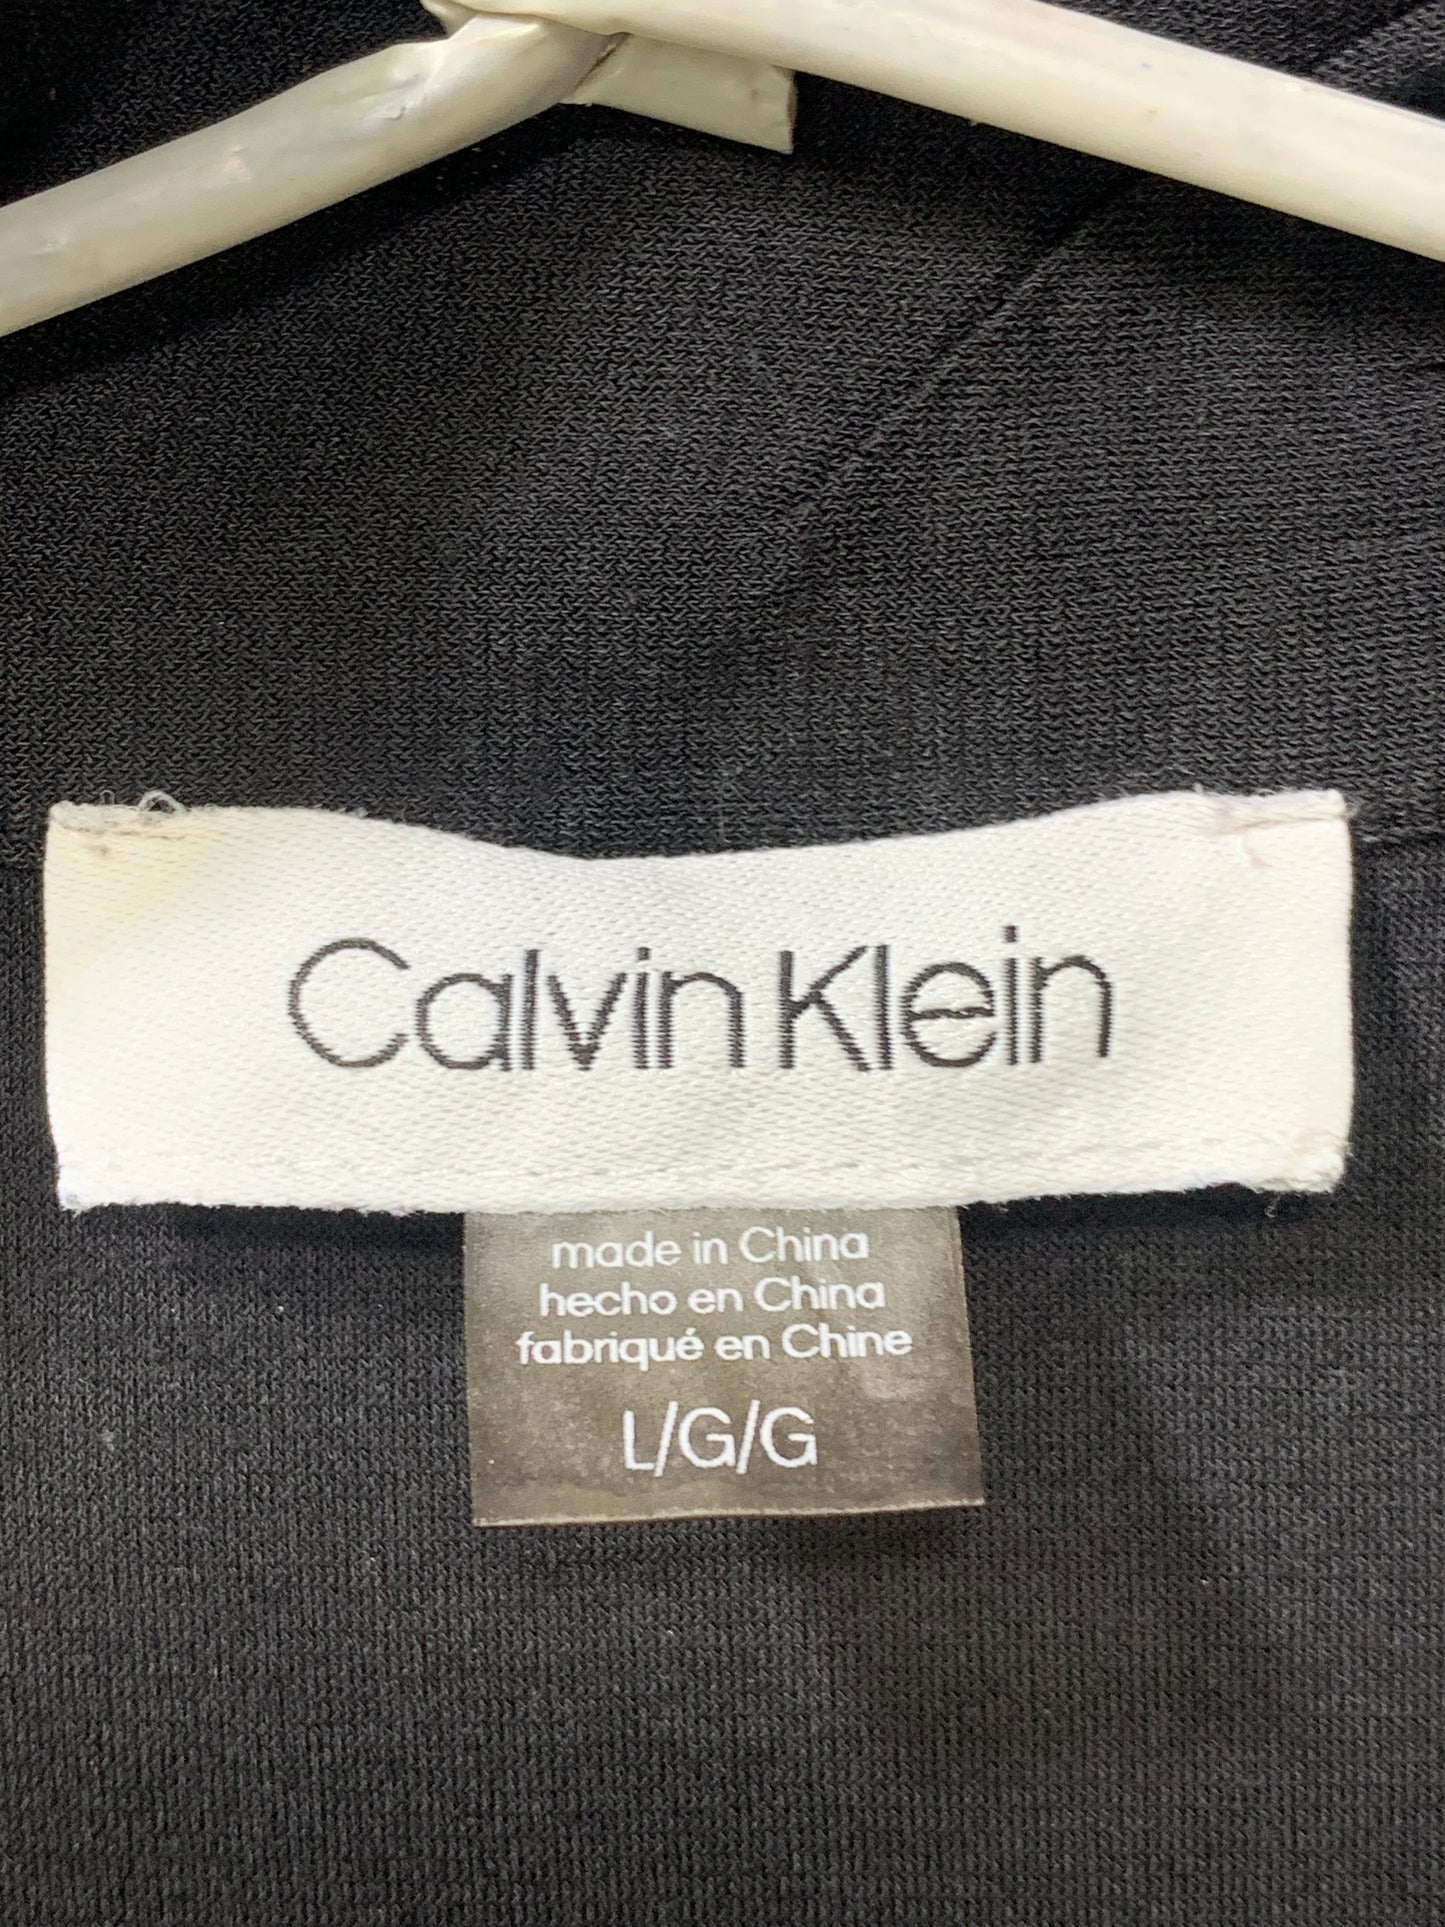 Calvin Klein
made in China
hecho en China
fabriqué en Chine
L/G/G